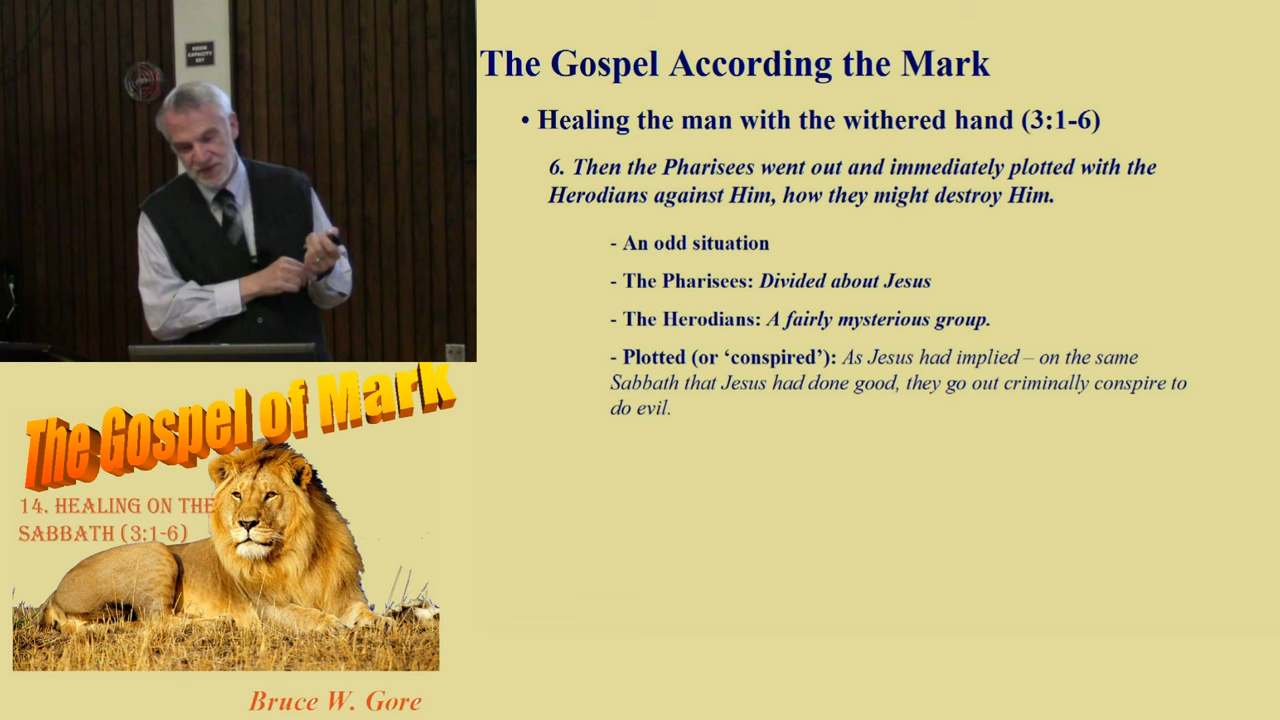 ROOM
CAPACITY
The Gospel According the Mark
• Healing the man with the withered hand (3:1-6)
6. Then the Pharisees went out and immediately plotted with the
Herodians against Him, how they might destroy Him.
- An odd situation
- The Pharisees: Divided about Jesus
- The Herodians: A fairly mysterious group.
- Plotted (or ‘conspired’): As Jesus had implied – on the same
Sabbath that Jesus had done good, they go out criminally conspire to
do evil.
The Gospel of Mark
14. HEALING ON THE
SABBATH (3:1-6)
Bruce W. Gore